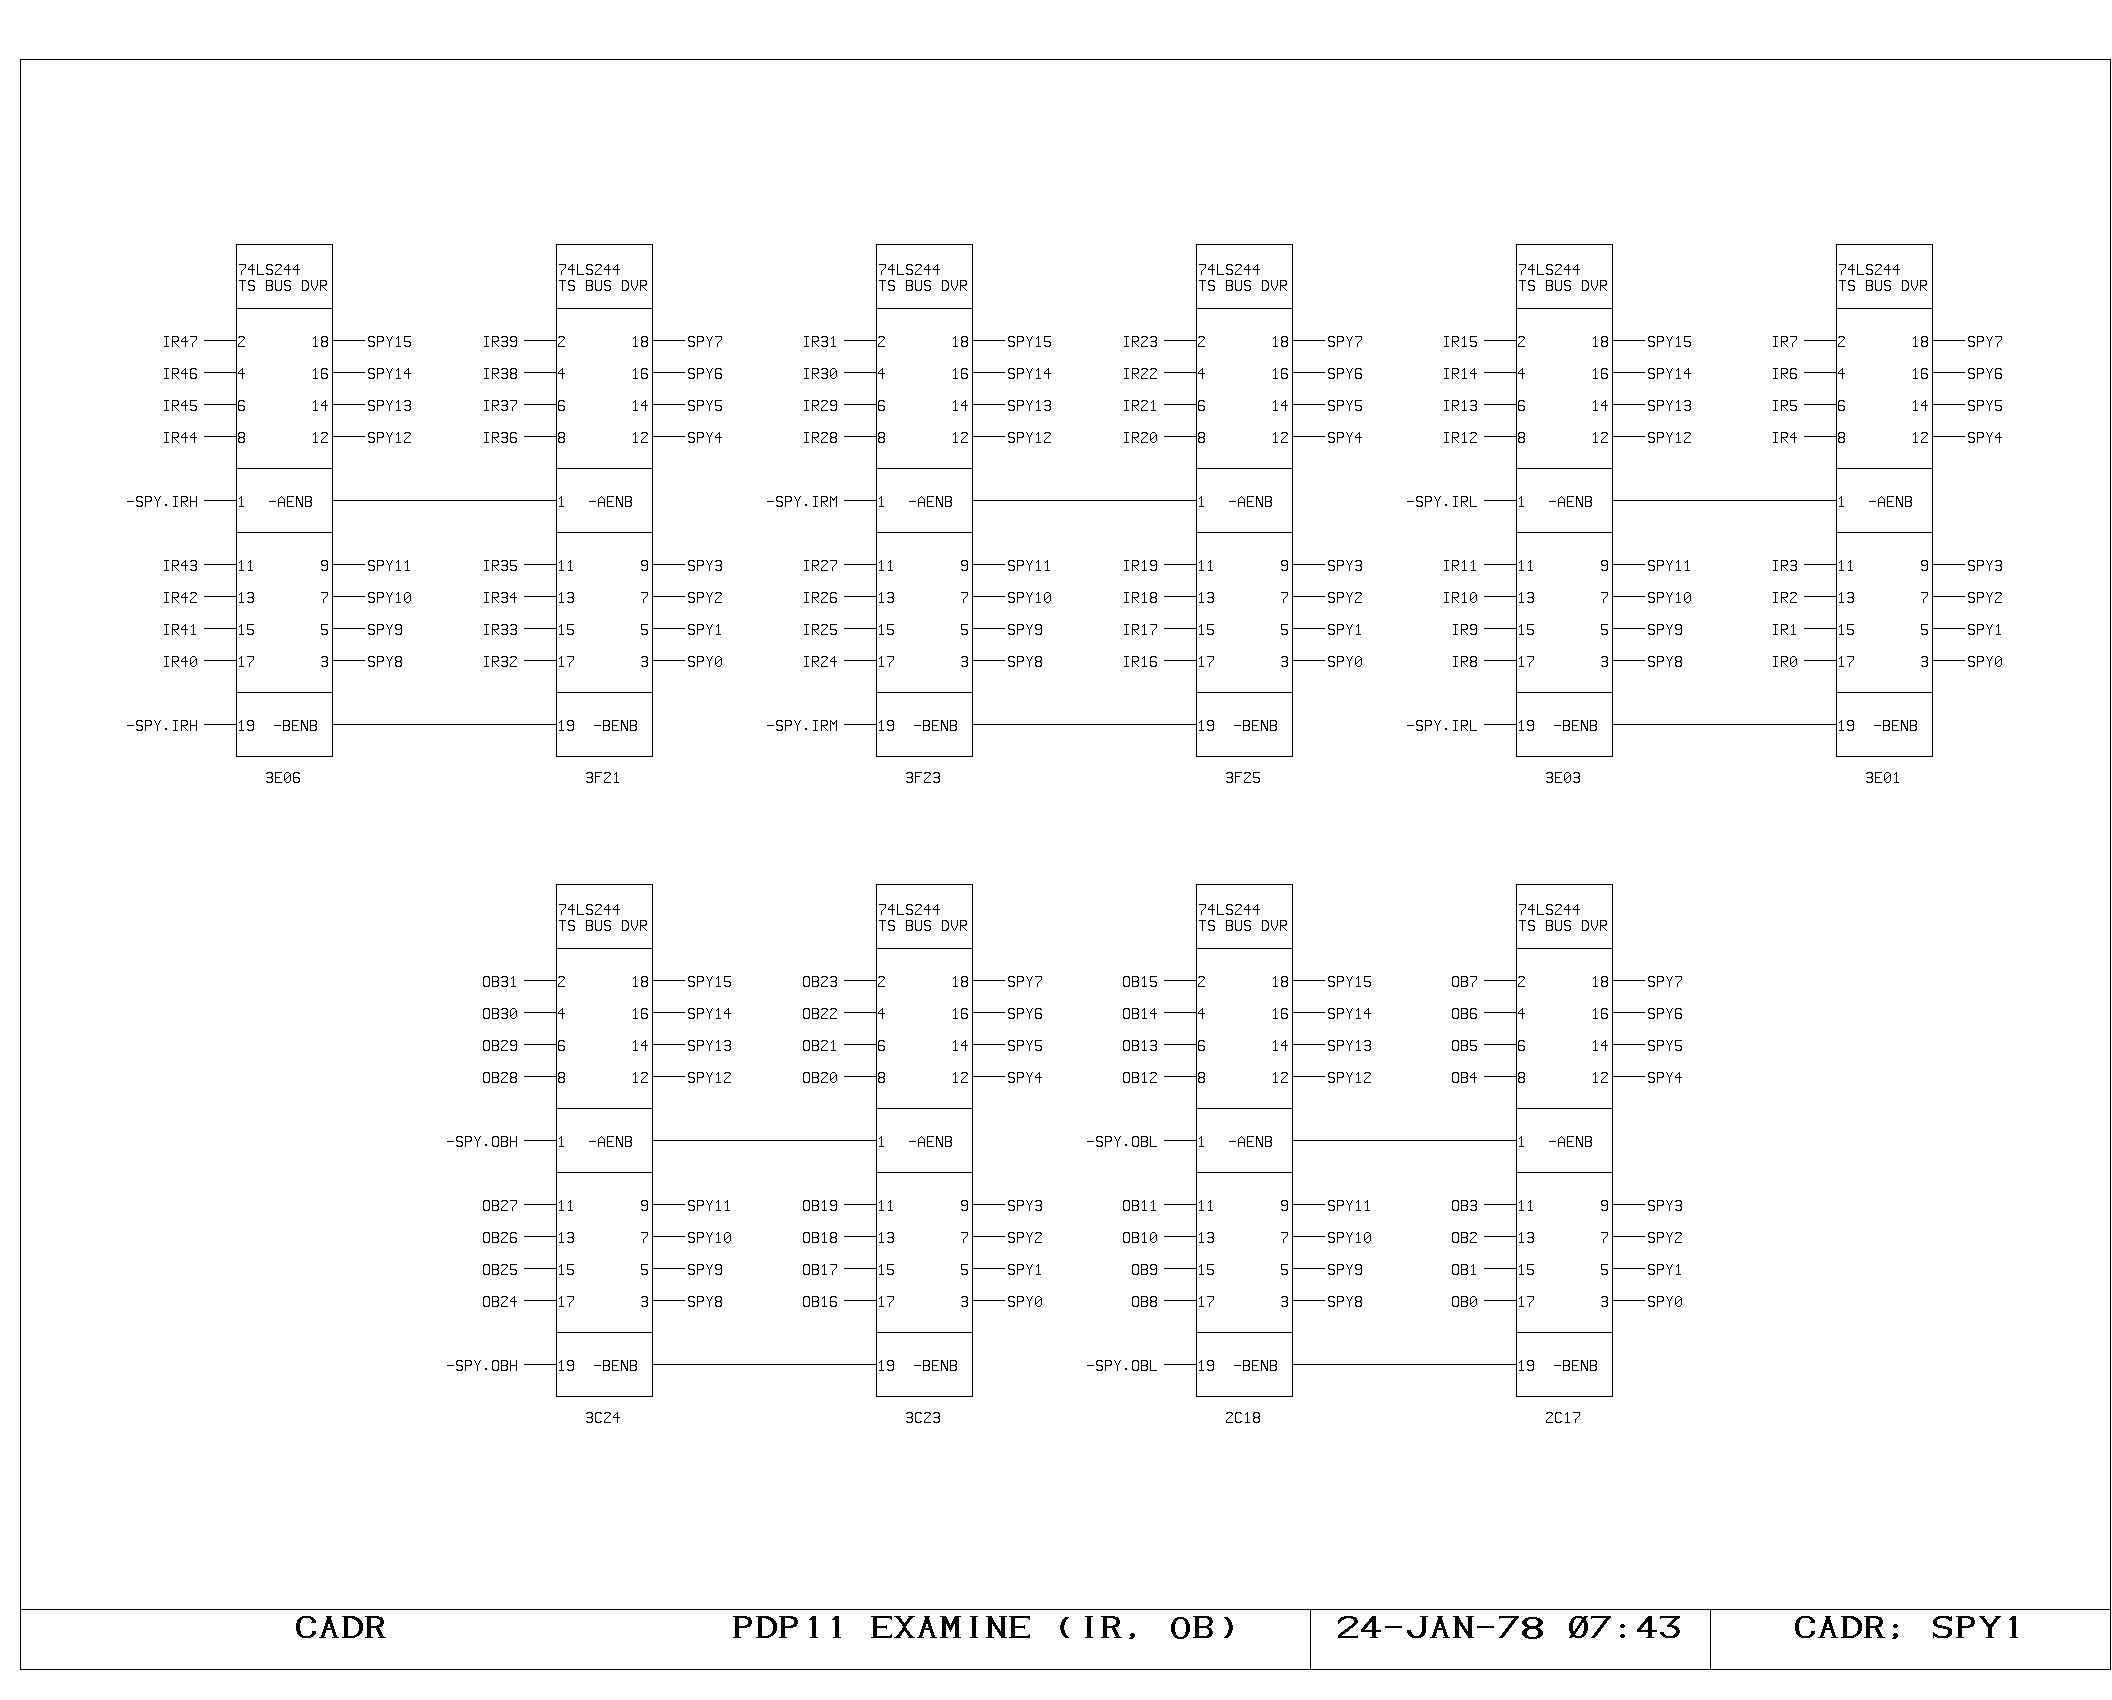 74LS244 74LS244 74LS244 74LS244 74LS244 74LS244
TS BUS DVR TS BUS DVR TS BUS DVR TS BUS DVR TS BUS DVR TS BUS DVR
IR47 2 18 SPY15 IR39 2 18 SPY7 IR31 2 18 SPY15 IR23 2 18 SPY7 IR15 2 18 SPY15 IR7 2 18 SPY7
IR46 4 16 SPY14 IR38 4 16 SPY6 IR30 4 16 SPY14 IR22 4 16 SPY6 IR14 4 16 SPY14 IR6 4 16 SPY6
IR45 6 14 SPY13 IR37 6 14 SPY5 IR29 6 14 SPY13 IR21 6 14 SPY5 IR13 6 14 SPY13 IR5 6 14 SPY5
IR44 8 12 SPY12 IR36 8 12 SPY4 IR28 8 12 SPY12 IR20 8 12 SPY4 IR12 8 12 SPY12 IR4 8 12 SPY4
-SPY.IRH 1 -AENB 1 -AENB -SPY.IRM 1 -AENB 1 -AENB -SPY.IRL 1 -AENB 1 -AENB
IR43 11 9 SPY11 IR35 11 9 SPY3 IR27 11 9 SPY11 IR19 11 9 SPY3 IR11 11 9 SPY11 IR3 11 9 SPY3
IR42 13 7 SPY10 IR34 13 7 SPY2 IR26 13 7 SPY10 IR18 13 7 SPY2 IR10 13 7 SPY10 IR2 13 7 SPY2
IR41 15 5 SPY9 IR33 15 5 SPY1 IR25 15 5 SPY9 IR17 15 5 SPY1 IR9 15 5 SPY9 IR1 15 5 SPY1
IR40 17 3 SPY8 IR32 17 3 SPY0 IR24 17 3 SPY8 IR16 17 3 SPY0 IR8 17 3 SPY8 IR0 17 3 SPY0
-SPY.IRH 19 -BENB 19 -BENB -SPY.IRM 19 -BENB 19 -BENB -SPY.IRL 19 -BENB 19 -BENB
3E06 3F21 3F23 3F25 3E03 3E01
74LS244 74LS244 74LS244 74LS244
TS BUS DVR TS BUS DVR TS BUS DVR TS BUS DVR
OB31 2 18 SPY15 OB23 2 18 SPY7 OB15 2 18 SPY15 OB7 2 18 SPY7
OB30 4 16 SPY14 OB22 4 16 SPY6 OB14 4 16 SPY14 OB6 4 16 SPY6
OB29 6 14 SPY13 OB21 6 14 SPY5 OB13 6 14 SPY13 OB5 6 14 SPY5
OB28 8 12 SPY12 OB20 8 12 SPY4 OB12 8 12 SPY12 OB4 8 12 SPY4
-SPY.OBH 1 -AENB 1 -AENB -SPY.OBL 1 -AENB 1 -AENB
OB27 11 9 SPY11 OB19 11 9 SPY3 OB11 11 9 SPY11 OB3 11 9 SPY3
OB26 13 7 SPY10 OB18 13 7 SPY2 OB10 13 7 SPY10 OB2 13 7 SPY2
OB25 15 5 SPY9 OB17 15 5 SPY1 OB9 15 5 SPY9 OB1 15 5 SPY1
OB24 17 3 SPY8 OB16 17 3 SPY0 OB8 17 3 SPY8 OB0 17 3 SPY0
-SPY.OBH 19 -BENB 19 -BENB -SPY.OBL 19 -BENB 19 -BENB
3C24 3C23 2C18 2C17
CADR PDP11 EXAMINE (IR, OB) 24-JAN-78 Ø7:43 CADR; SPY1